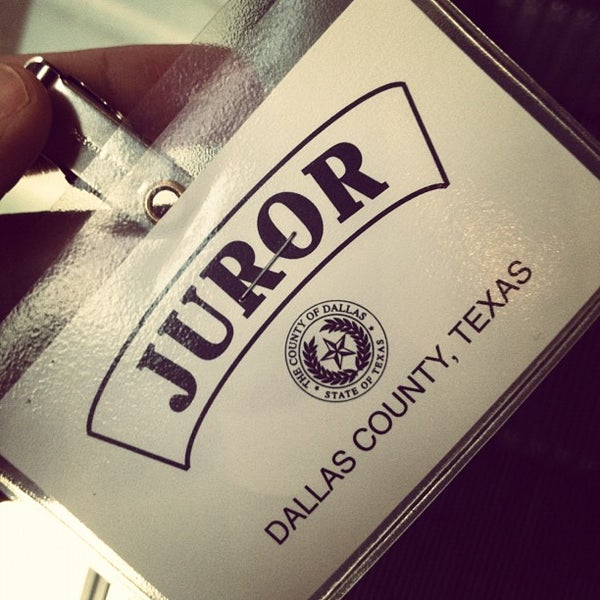 JUROR
THE COUNTY OF DALLAS
STATE OF TEXAS
DALLAS COUNTY, TEXAS